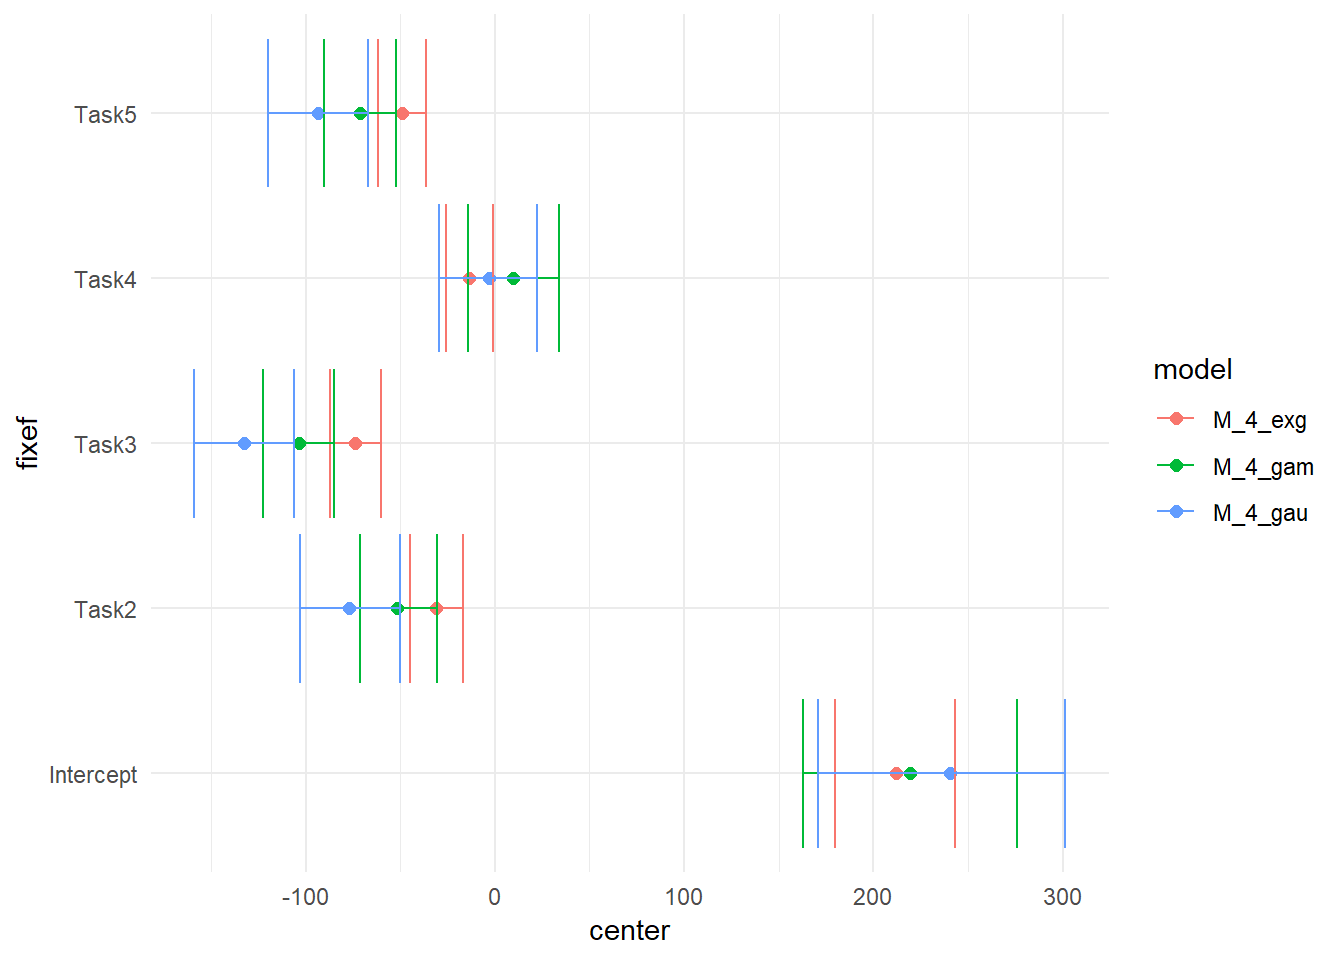 Task5
Task4
Task3
Task2
Intercept
fixef
-100 0 100 200 300
center
model
M_4_exg
M_4_gam
M_4_gau